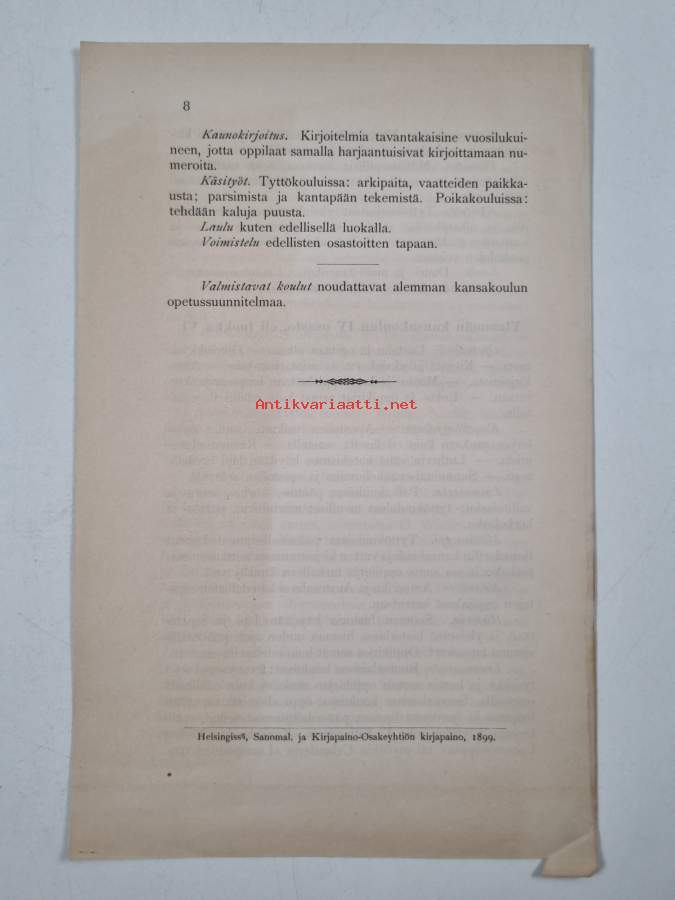 8
Kaunokirjoitus. Kirjoitelmia tavantakaisine vuosilukui-
neen, jotta oppilaat samalla harjaantuisivat kirjoittamaan nu-
meroita.
Käsityöt. Tyttökouluissa: arkipaita, vaatteiden paikka-
usta; parsimista ja kantapään tekemistä. Poikakouluissa:
tehdään kaluja puusta.
Laulu kuten edellisellä luokalla.
Voimistelu edellisten osastoitten tapaan.
Valmistavat koulut noudattavat alemman kansakoulun
opetussuunnitelmaa.
Antikvariaatti.net
Helsingissä, Sanomal. ja Kirjapaino-Osakeyhtiön kirjapaino, 1899.